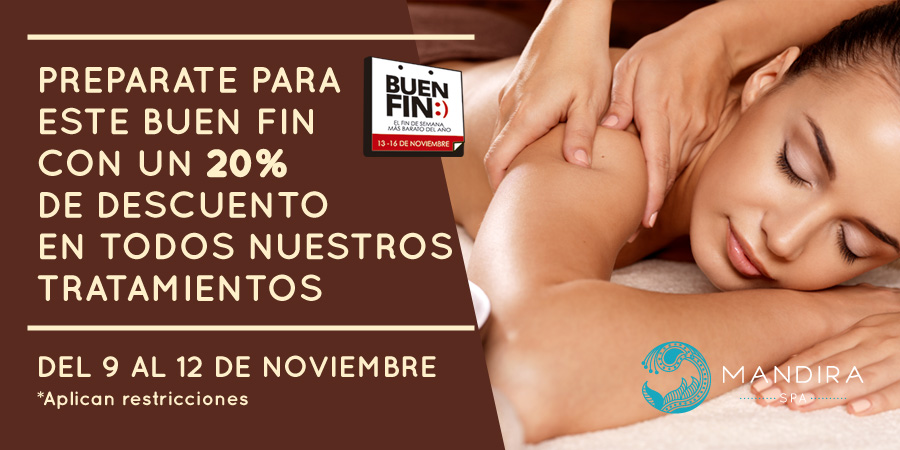 PREPARATE PARA
ESTE BUEN FIN
CON UN 20%
DE DESCUENTO
EN TODOS NUESTROS
TRATAMIENTOS
BUEN
FIN:)
EL FIN DE SEMANA
MÁS BARATO DEL AÑO
13 -16 DE NOVIEMBRE
DEL 9 AL 12 DE NOVIEMBRE
*Aplican restricciones
MANDIRA
SPA